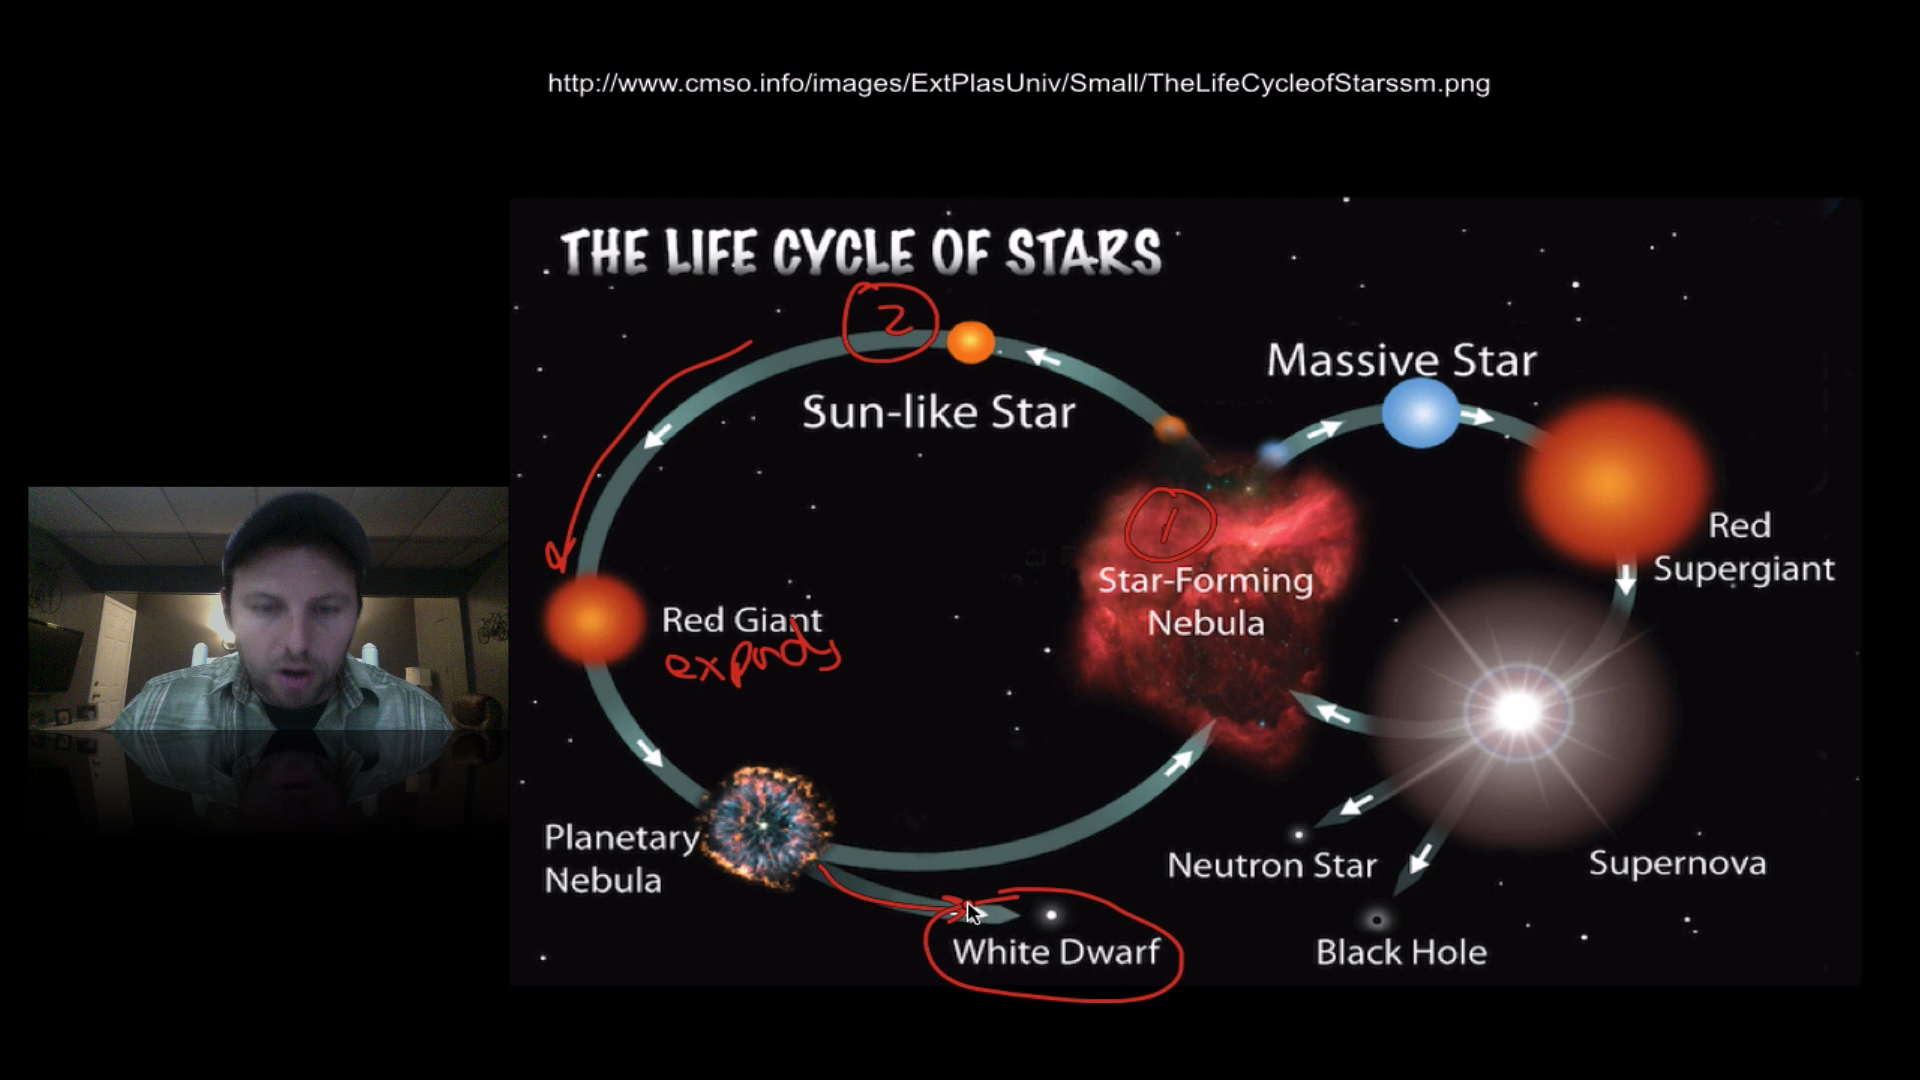 http://www.cmso.info/images/ExtPlasUniv/Small/TheLifeCycleofStarssm.png
THE LIFE CYCLE OF STARS
2
Sun-like Star
Massive Star
Red
Supergiant
1
Star-Forming
Nebula
Red Giant
expands
Planetary
Nebula
White Dwarf
Neutron Star
Black Hole
Supernova